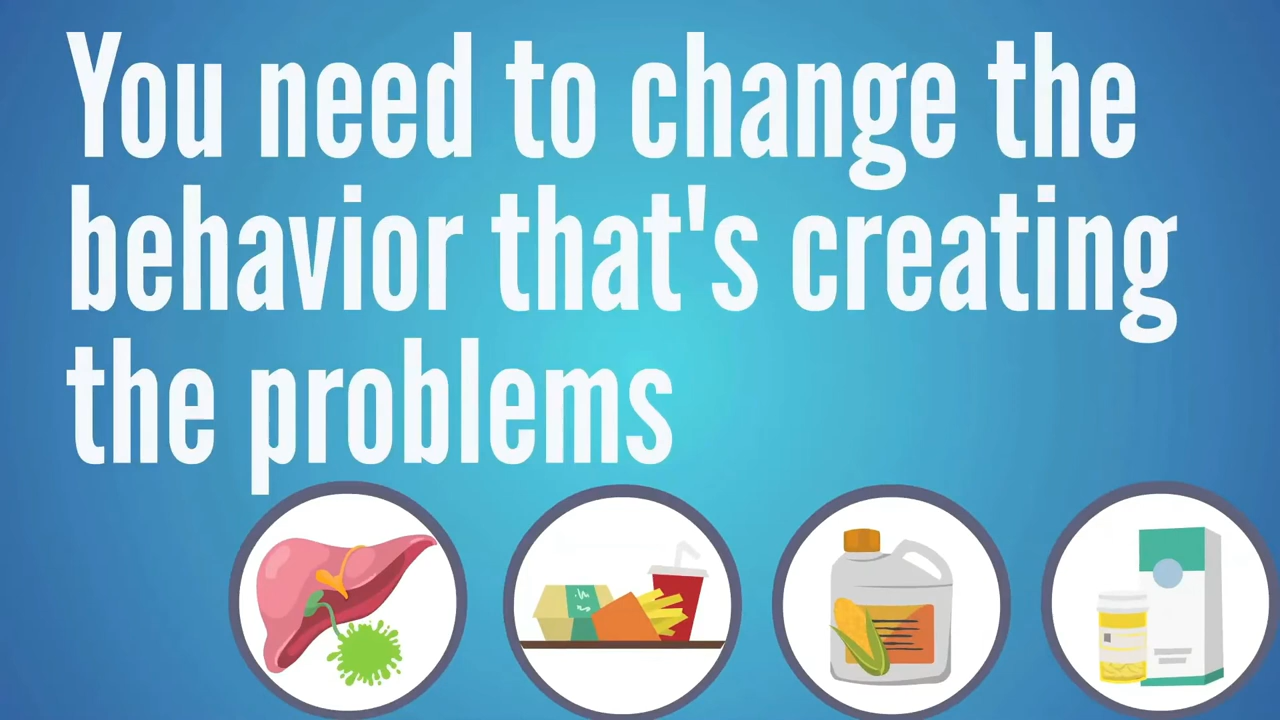 You need to change the
behavior that's creating
the problems